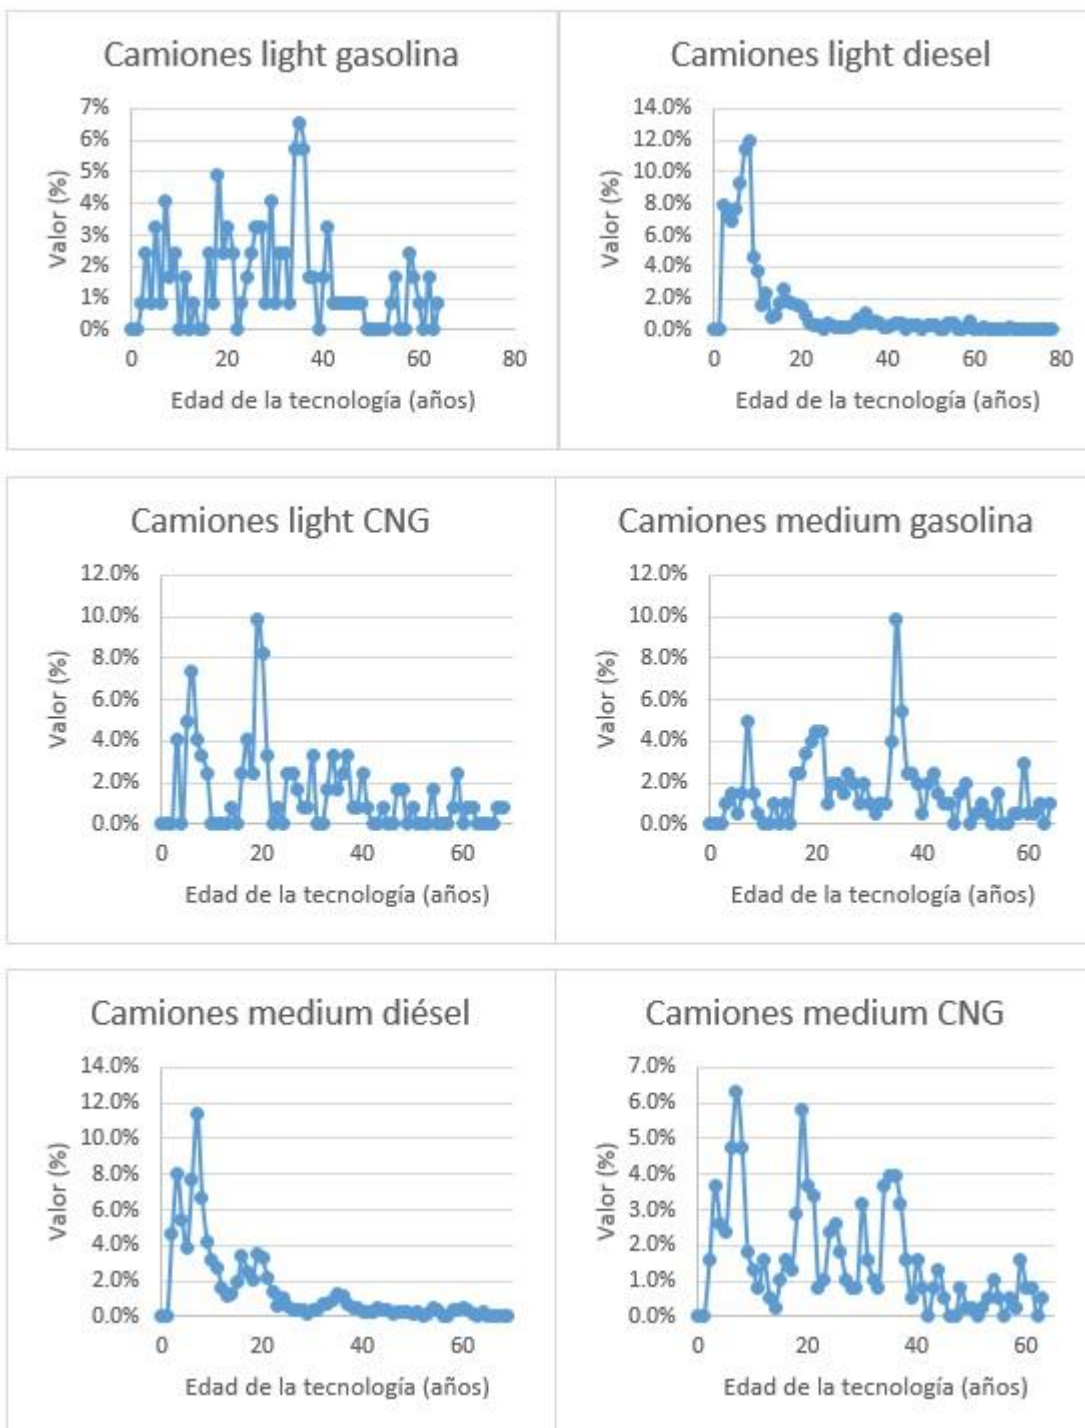 Camiones light gasolina
7%
6%
5%
4%
3%
2%
1%
0%
Valor (%)
0 20 40 60 80
Edad de la tecnología (años)
Camiones light diesel
14.0%
12.0%
10.0%
8.0%
6.0%
4.0%
2.0%
0.0%
Valor (%)
0 20 40 60 80
Edad de la tecnología (años)
Camiones light CNG
12.0%
10.0%
8.0%
6.0%
4.0%
2.0%
0.0%
Valor (%)
0 20 40 60
Edad de la tecnología (años)
Camiones medium gasolina
12.0%
10.0%
8.0%
6.0%
4.0%
2.0%
0.0%
Valor (%)
0 20 40 60
Edad de la tecnología (años)
Camiones medium diésel
14.0%
12.0%
10.0%
8.0%
6.0%
4.0%
2.0%
0.0%
Valor (%)
0 20 40 60
Edad de la tecnología (años)
Camiones medium CNG
7.0%
6.0%
5.0%
4.0%
3.0%
2.0%
1.0%
0.0%
Valor (%)
0 20 40 60
Edad de la tecnología (años)